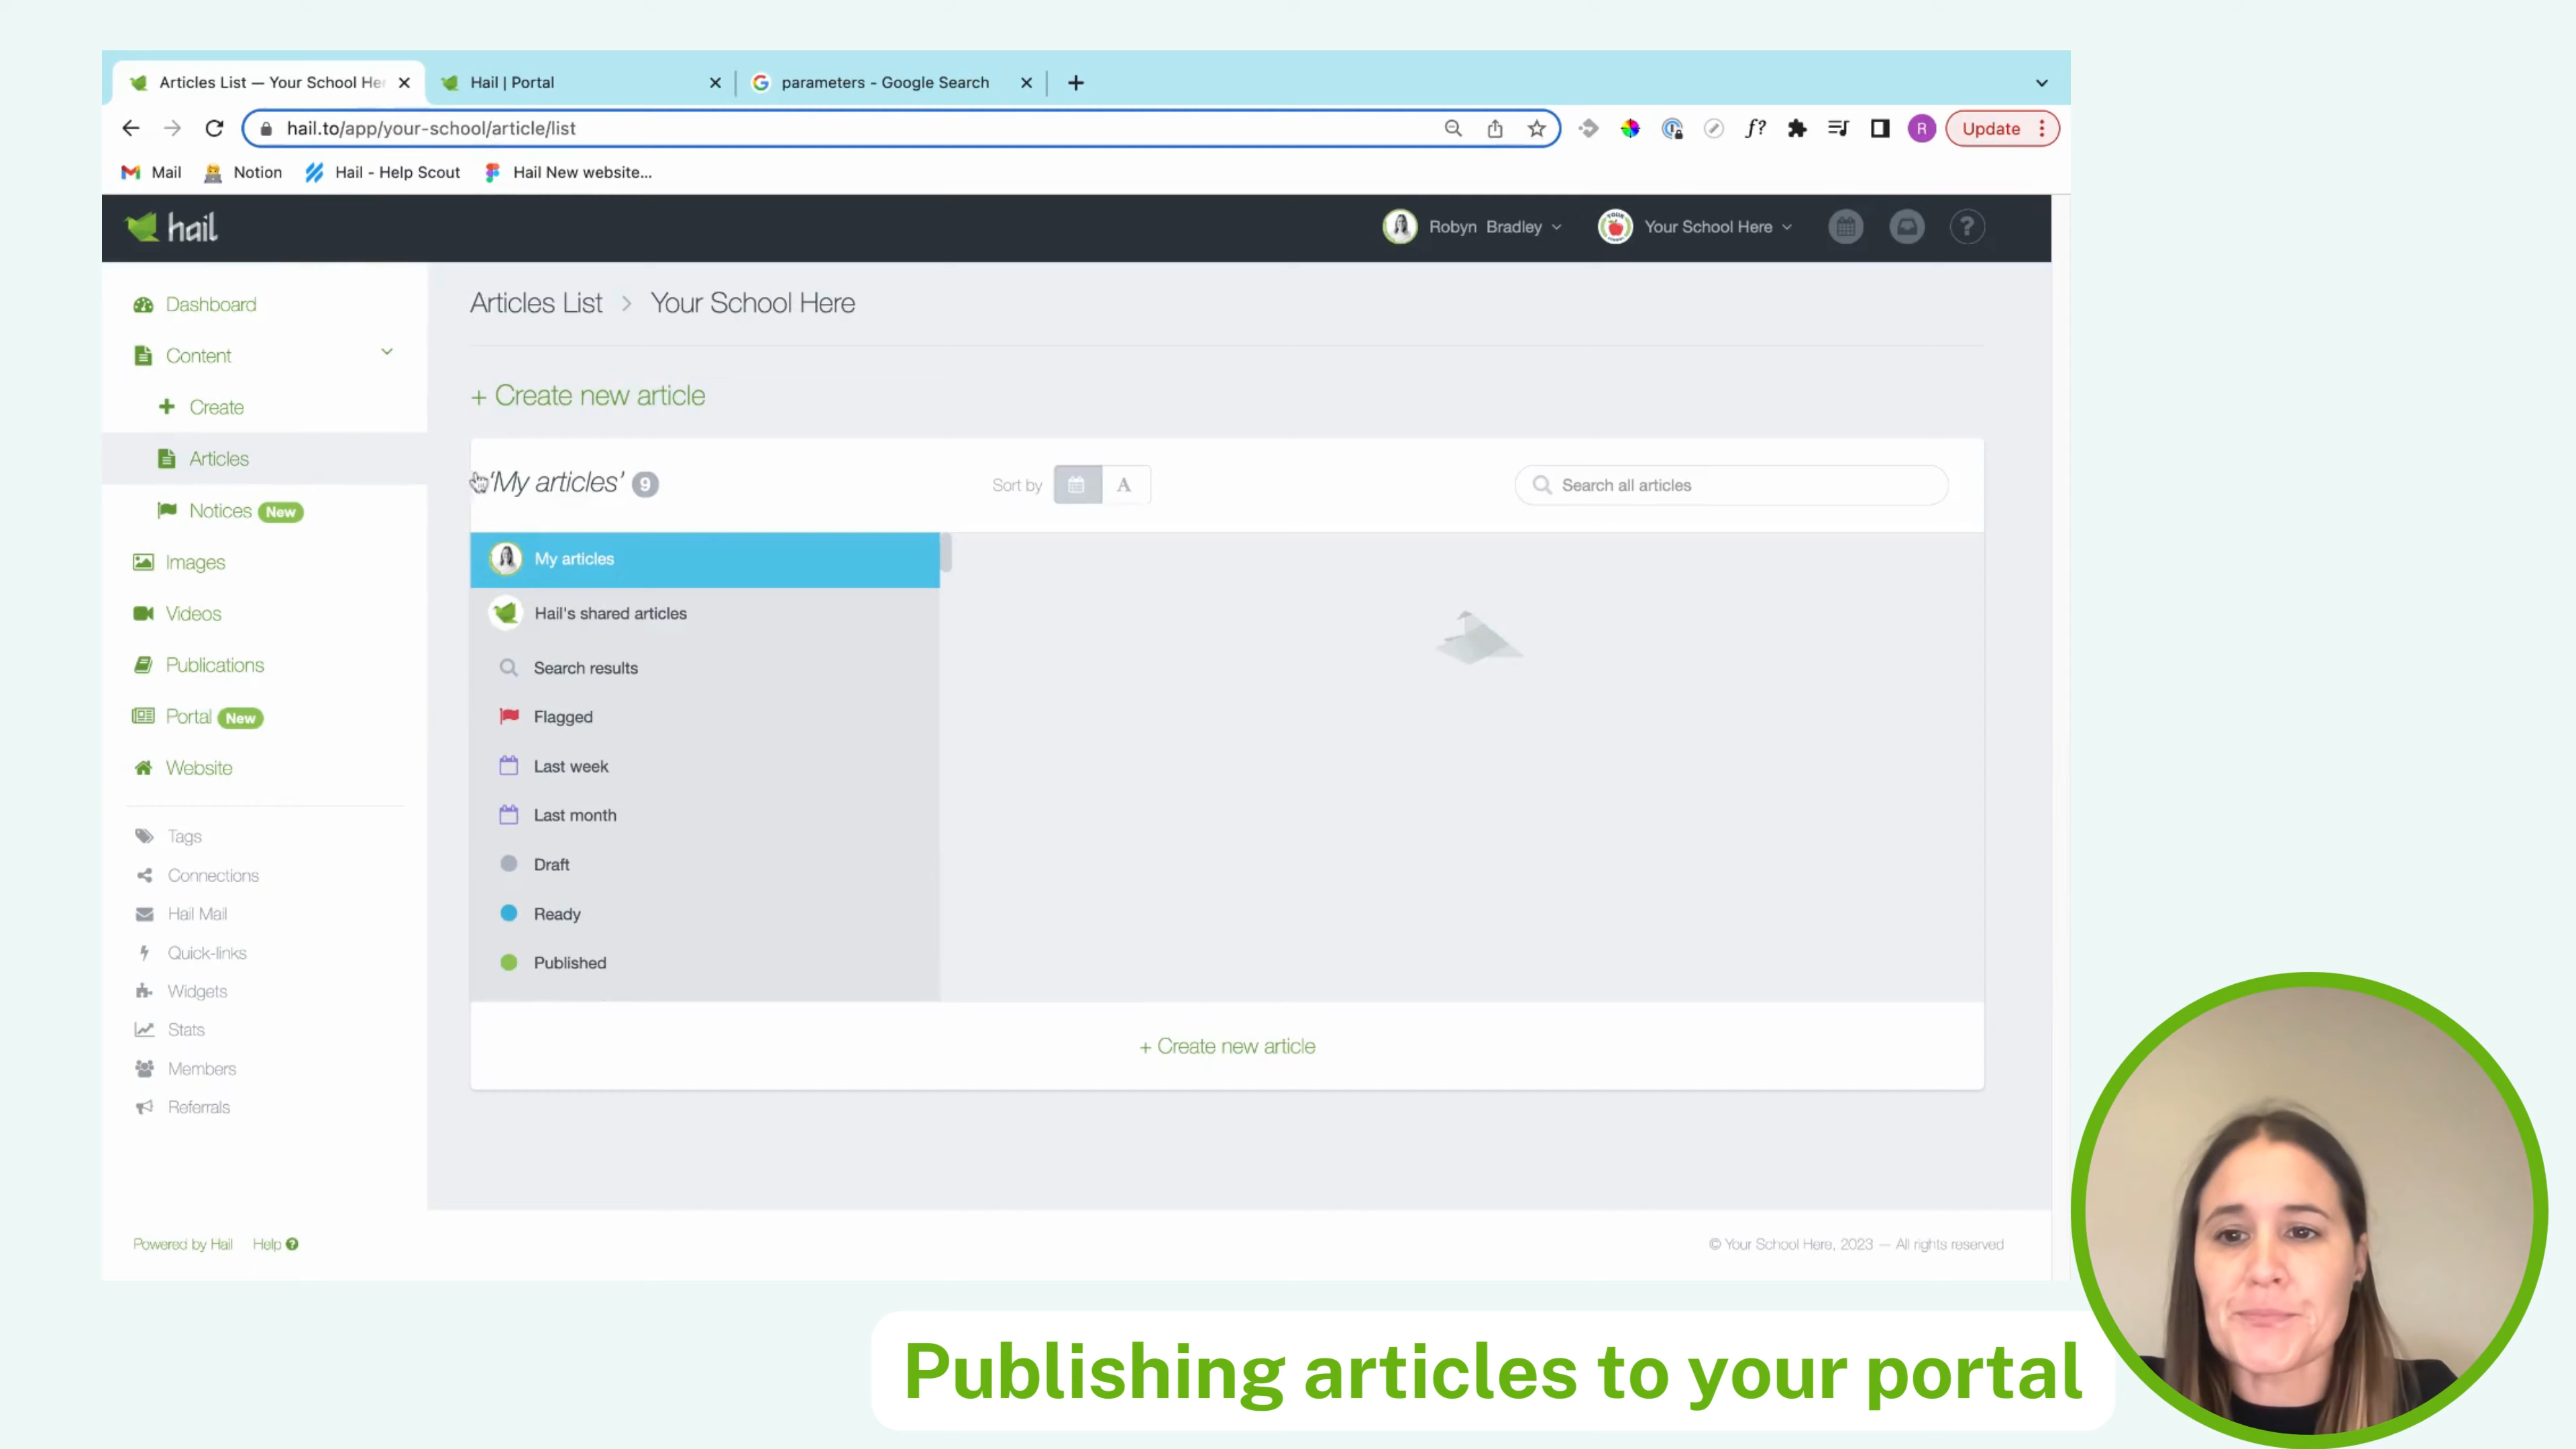 Articles List — Your School Her
Hail | Portal
parameters - Google Search
hail.to/app/your-school/article/list
f?
R
Update
Mail
Notion
Hail - Help Scout
Hail New website...
hail
Robyn Bradley
Your School Here
?
Dashboard
Content
Create
Articles
Notices New
Images
Videos
Publications
Portal New
Website
Tags
Connections
Hail Mail
Quick-links
Widgets
Stats
Members
Referrals
Articles List > Your School Here
+ Create new article
'My articles' 9
Sort by
A
Search all articles
My articles
Hail's shared articles
Search results
Flagged
Last week
Last month
Draft
Ready
Published
+ Create new article
Powered by Hail
Help
© Your School Here, 2023 — All rights reserved
Publishing articles to your portal